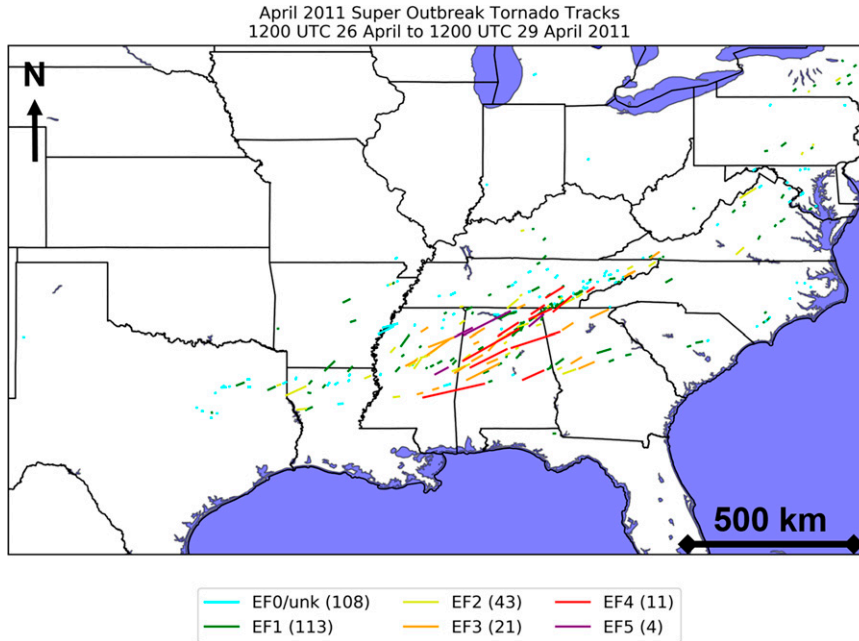 April 2011 Super Outbreak Tornado Tracks
1200 UTC 26 April to 1200 UTC 29 April 2011
N
500 km
EF0/unk (108) EF2 (43) EF4 (11)
EF1 (113) EF3 (21) EF5 (4)